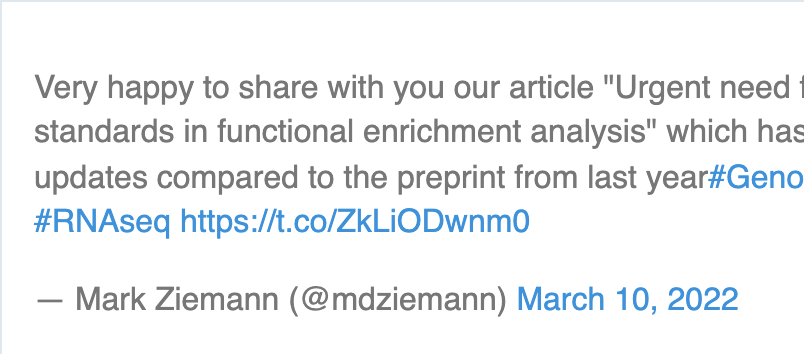 Very happy to share with you our article "Urgent need
standards in functional enrichment analysis" which has
updates compared to the preprint from last year#Geno
#RNAseq https://t.co/ZkLiODwnm0
— Mark Ziemann (@mdziemann) March 10, 2022